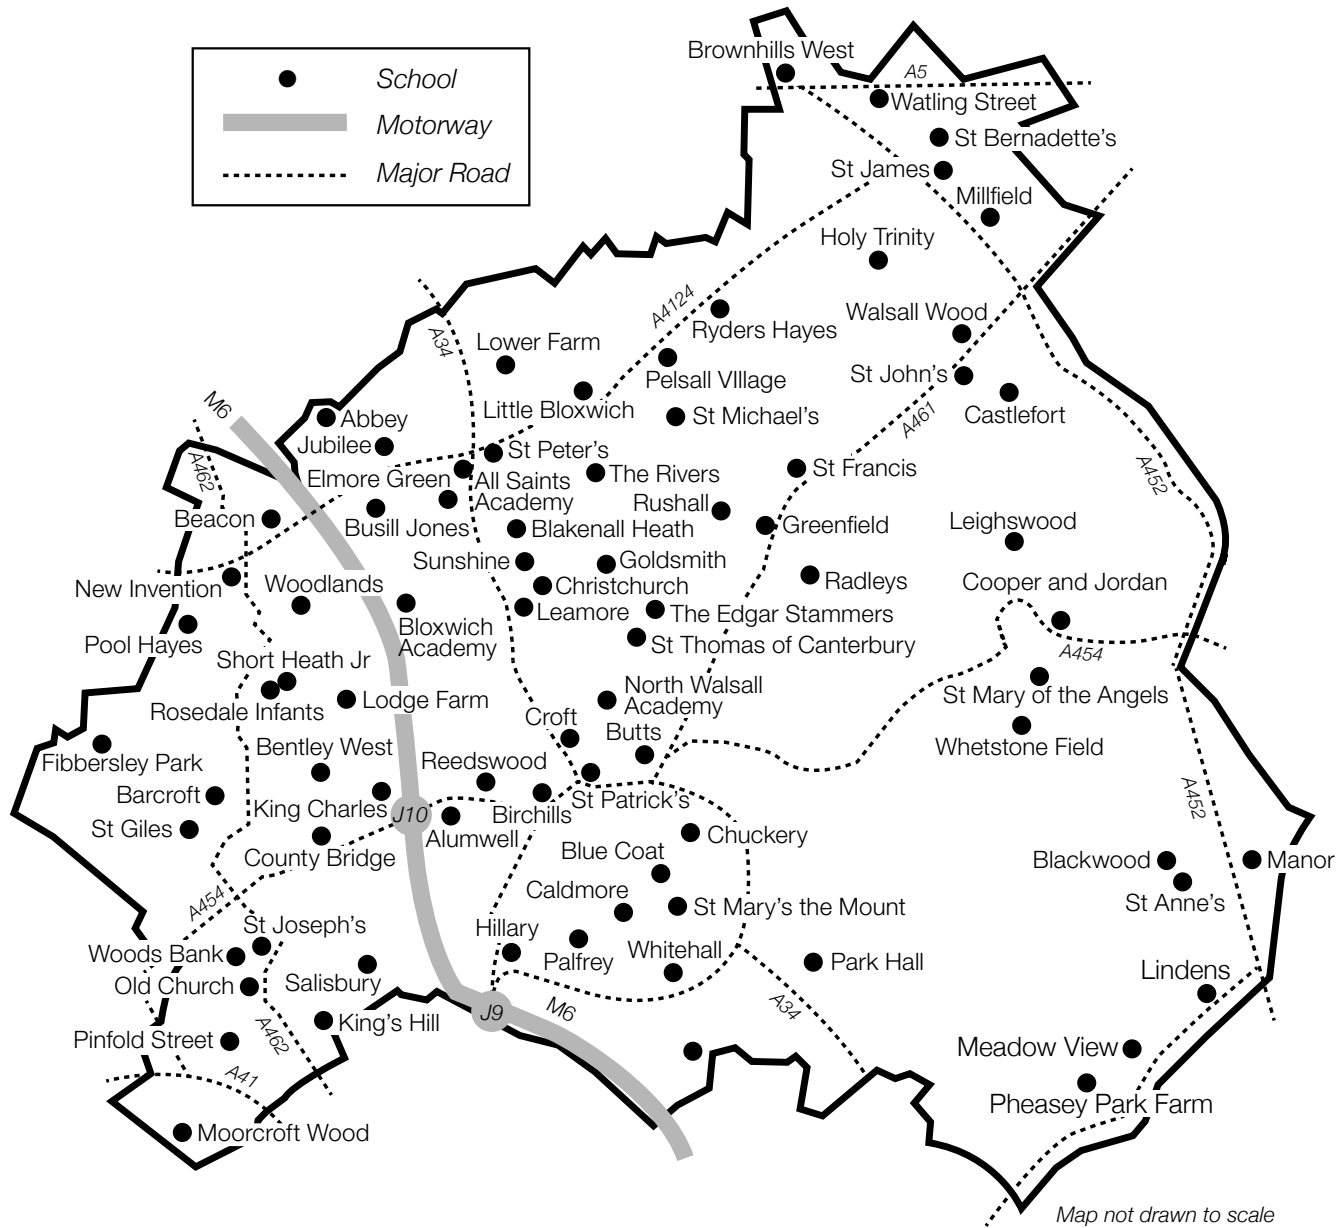 Brownhills West
School
A5
Watling Street
Motorway
St Bernadette's
Major Road
St James
Millfield
Holy Trinity
A4124
Walsall Wood
Ryders Hayes
A34
Lower Farm
Pelsall VIllage
St John's
Little Bloxwich
St Michael's
Castlefort
M6
Abbey
A461
Jubilee
St Peter's
A462
Elmore Green
All Saints
Academy
The Rivers
St Francis
A452
Rushall
Beacon
Busill Jones
Blakenall Heath
Greenfield
Leighswood
Sunshine
Goldsmith
New Invention
Woodlands
Christchurch
Radleys
Cooper and Jordan
Leamore
The Edgar Stammers
Bloxwich
Academy
Pool Hayes
St Thomas of Canterbury
A454
Short Heath Jr
North Walsall
Academy
St Mary of the Angels
Rosedale Infants
Lodge Farm
Croft
Butts
Bentley West
Whetstone Field
Fibbersley Park
Reedswood
Barcroft
King Charles
J10
Birchills
St Patrick's
A452
St Giles
Alumwell
Chuckery
County Bridge
Blue Coat
Blackwood
Manor
Caldmore
A454
St Mary's the Mount
St Anne's
St Joseph's
Hillary
Woods Bank
Palfrey
Whitehall
Park Hall
Lindens
Old Church
Salisbury
A34
J9
M6
King's Hill
A462
Pinfold Street
Meadow View
A41
Pheasey Park Farm
Moorcroft Wood
Map not drawn to scale